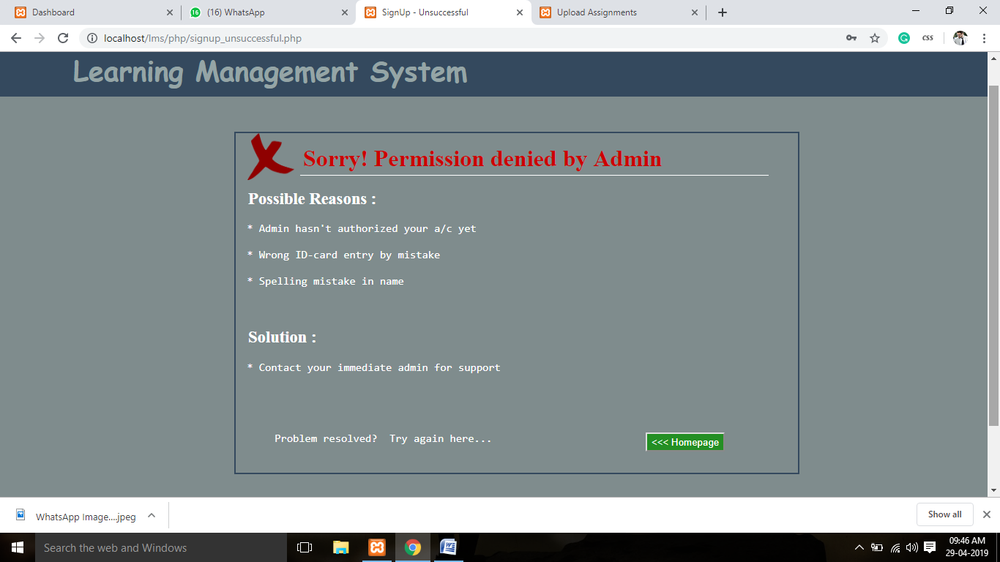 Dashboard
(16) WhatsApp
SignUp - Unsuccessful
Upload Assignments
localhost/lms/php/signup_unsuccessful.php
CSS
Learning Management System
Sorry! Permission denied by Admin
Possible Reasons :
* Admin hasn't authorized your a/c yet
* Wrong ID-card entry by mistake
* Spelling mistake in name
Solution :
* Contact your immediate admin for support
Problem resolved? Try again here...
<<< Homepage
WhatsApp Image....jpeg
Show all
Search the web and Windows
09:46 AM
29-04-2019